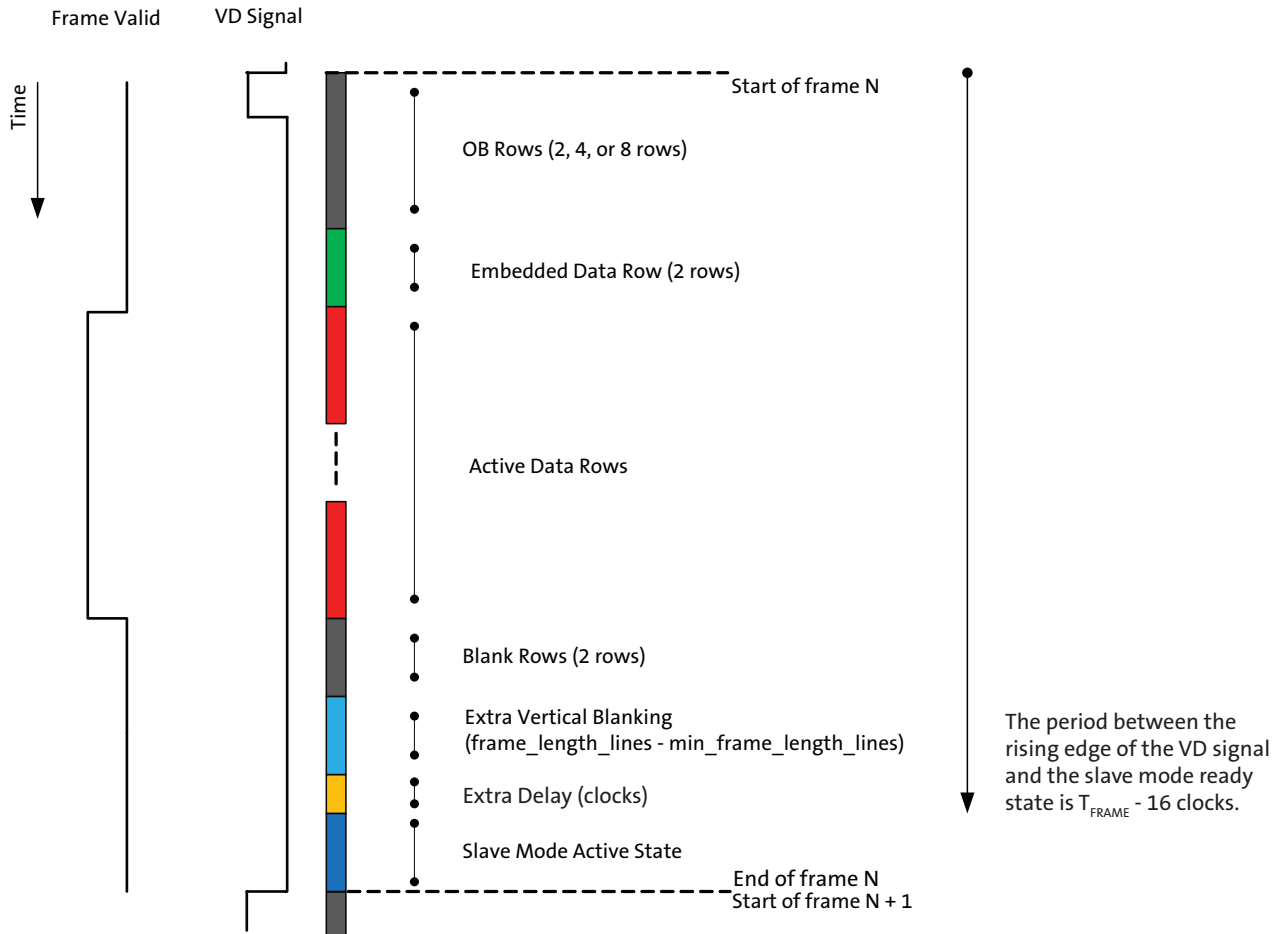 Frame Valid
VD Signal
Time
Start of frame N
OB Rows (2, 4, or 8 rows)
Embedded Data Row (2 rows)
Active Data Rows
Blank Rows (2 rows)
Extra Vertical Blanking
(frame_length_lines - min_frame_length_lines)
Extra Delay (clocks)
Slave Mode Active State
End of frame N
Start of frame N + 1
The period between the
rising edge of the VD signal
and the slave mode ready
state is TFRAME - 16 clocks.